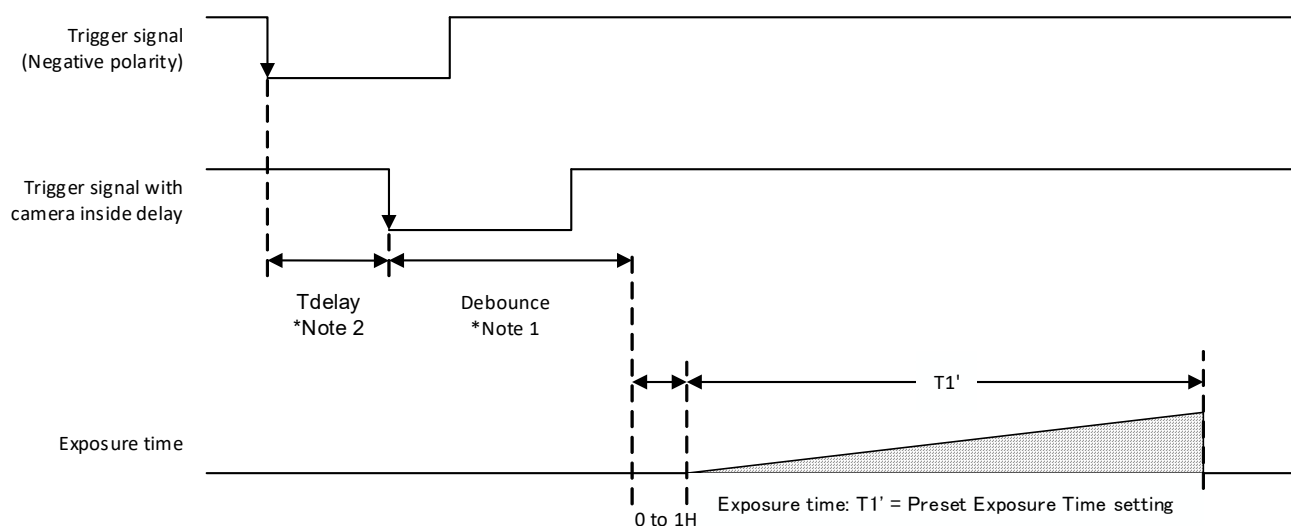 Trigger signal
(Negative polarity)
Trigger signal with
camera inside delay
Tdelay
*Note 2
Debounce
*Note 1
T1'
Exposure time
Exposure time: T1' = Preset Exposure Time setting
0 to 1H